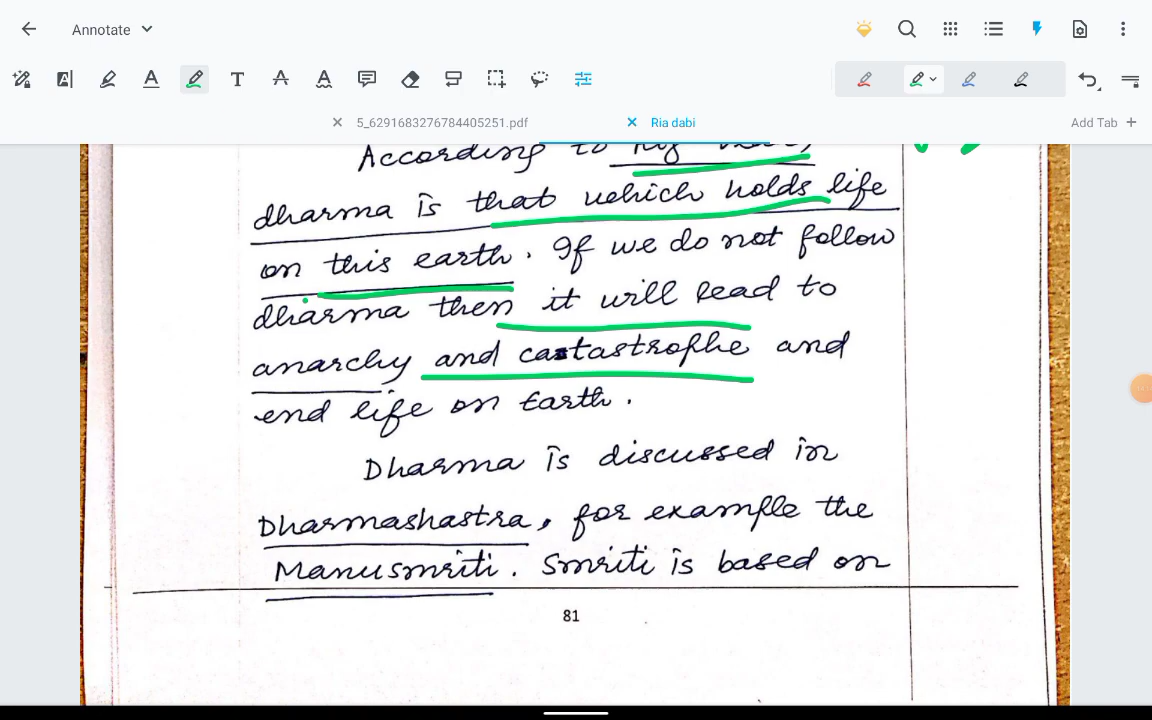 Annotate
5_6291683276784405251.pdf
Ria dabi
Add Tab
According to Rig
dharma is that which holds life
on this earth. If we do not follow
dharma then it will lead to
anarchy and catastrophe and
end life on Earth.
Dharma is discussed in
Dharmashastra, for example the
Manusmriti. Smriti is based on
81